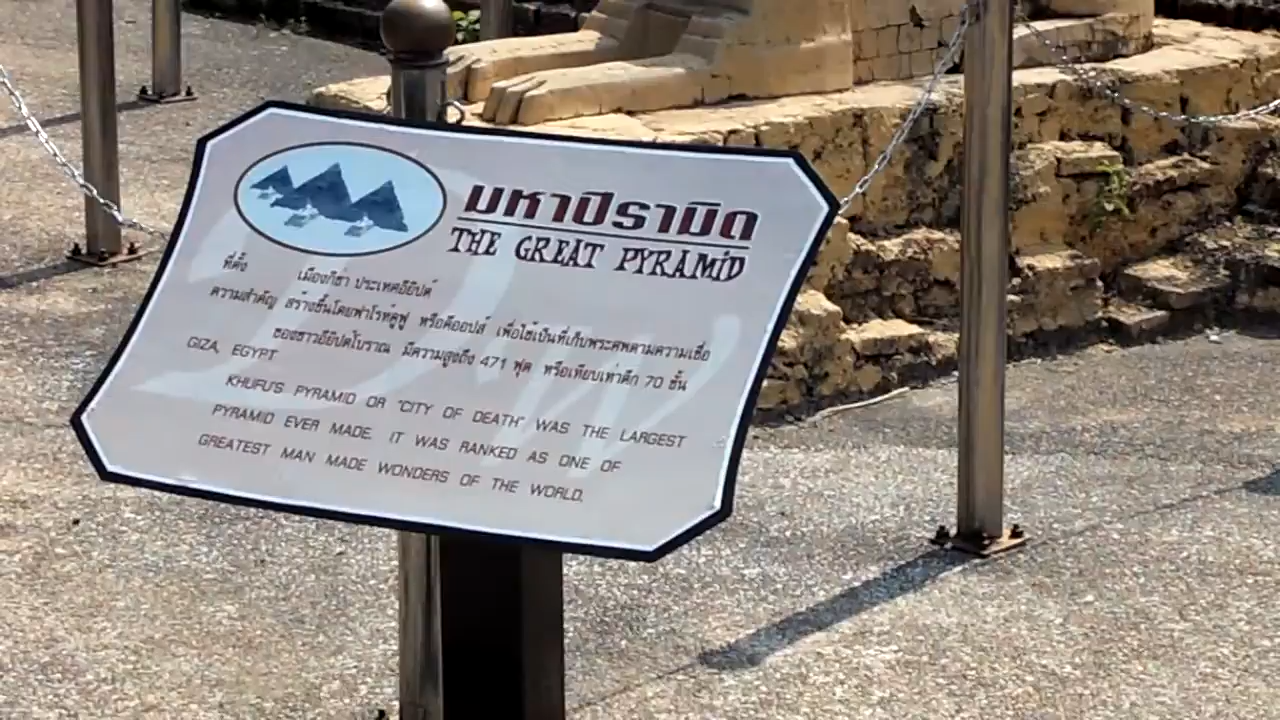 มหาปิรามิด
THE GREAT PYRAMID
ที่ตั้ง เมืองกีซ่า ประเทศอียิปต์
ความสำคัญ สร้างขึ้นโดยฟาโรห์คูฟู หรือคีออปส์ เพื่อใช้เป็นที่เก็บพระศพตามความเชื่อ
ของชาวอียิปต์โบราณ มีความสูงถึง 471 ฟุต หรือเทียบเท่าตึก 70 ชั้น
GIZA, EGYPT
KHUFU'S PYRAMID OR "CITY OF DEATH" WAS THE LARGEST
PYRAMID EVER MADE. IT WAS RANKED AS ONE OF
GREATEST MAN MADE WONDERS OF THE WORLD.